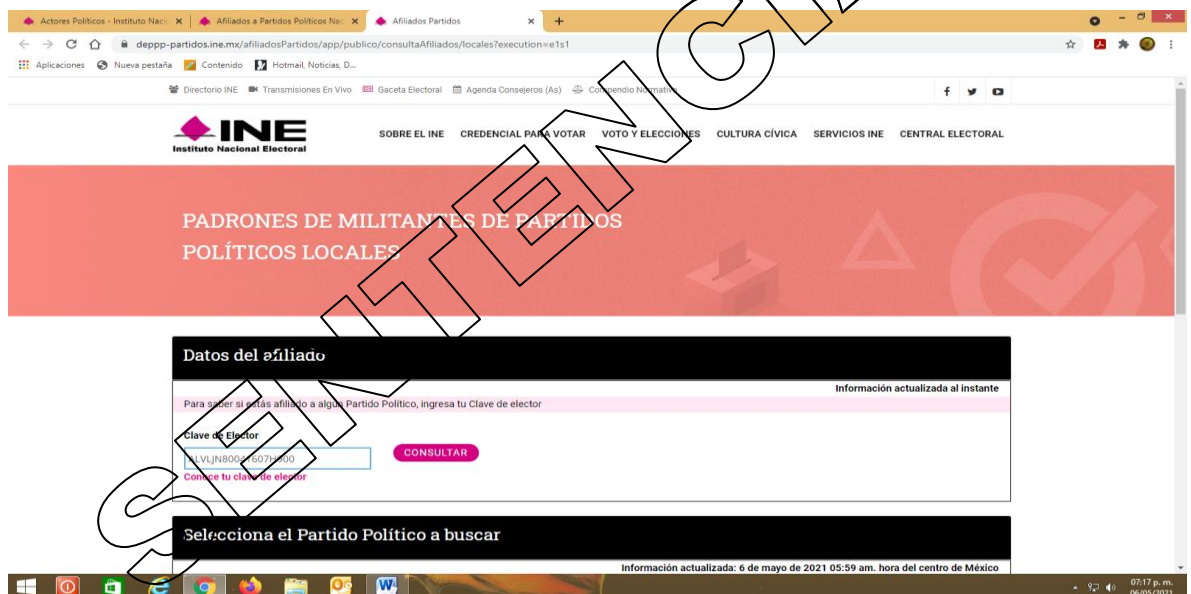 Actores Políticos - Instituto Naci
Afiliados a Partidos Políticos Nac
Afiliados Partidos
deppp-partidos.ine.mx/afiliadosPartidos/app/publico/consultaAfiliados/locales?execution=e1s1
Aplicaciones Nueva pestaña Contenido Hotmail, Noticias, D...
Directorio INE Transmisiones En Vivo Gaceta Electoral Agenda Consejeros (As) Compendio Normativo
INE
Instituto Nacional Electoral
SOBRE EL INE CREDENCIAL PARA VOTAR VOTO Y ELECCIONES CULTURA CÍVICA SERVICIOS INE CENTRAL ELECTORAL
PADRONES DE MILITANTES DE PARTIDOS
POLÍTICOS LOCALES
Datos del afiliado
Información actualizada al instante
Para saber si estás afiliado a algún Partido Político, ingresa tu Clave de elector
Clave de Elector
CONSULTAR
Conoce tu clave de elector
Selecciona el Partido Político a buscar
Información actualizada: 6 de mayo de 2021 05:59 am. hora del centro de México
07:17 p. m.
06/05/2021
SENTENCIA